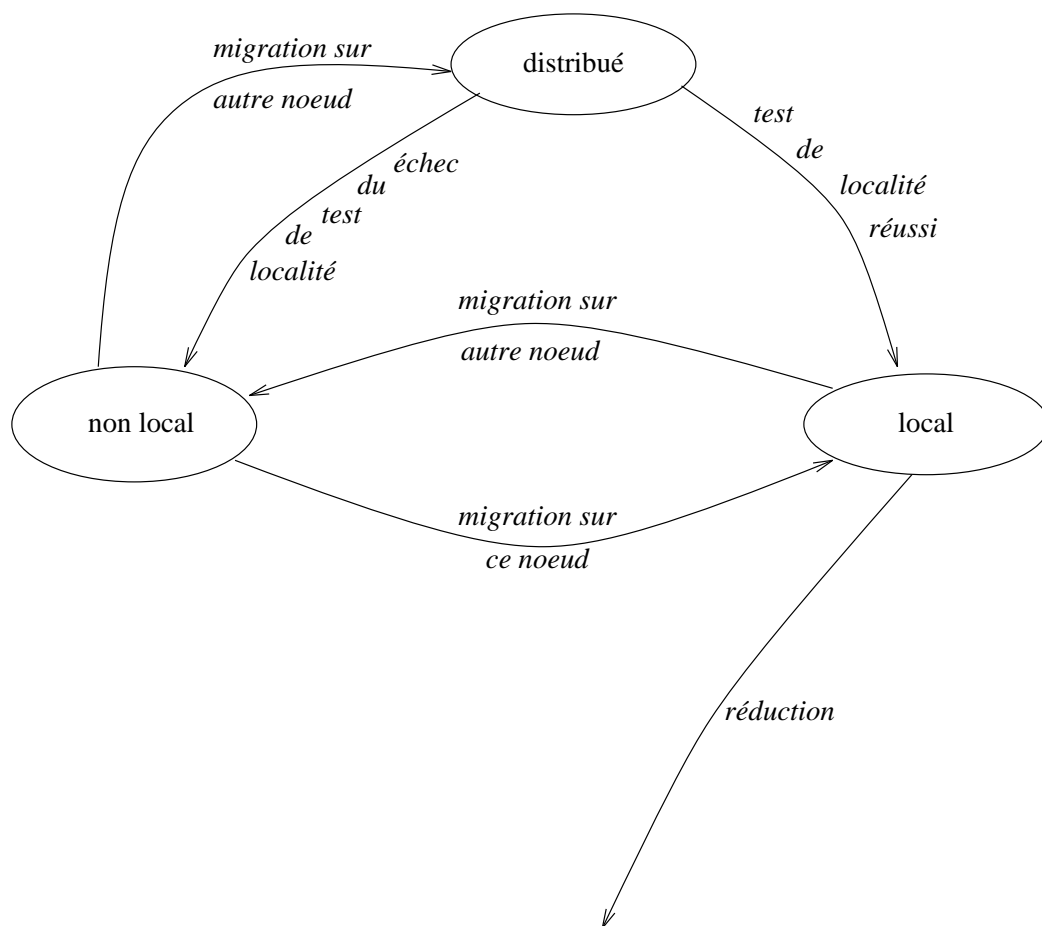 migration sur
autre noeud
distribué
test
de
localité
réussi
échec
du
test
de
localité
migration sur
autre noeud
non local
local
migration sur
ce noeud
réduction